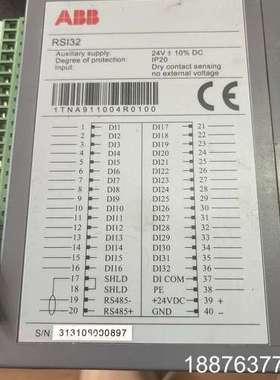 ABB
RSI32
Auxiliary supply: 24V ± 10% DC
Degree of protection: IP20
Input: Dry contact sensing
no external voltage
1TNA911004R0100
CE
1 DI1 DI17 21
2 DI2 DI18 22
3 DI3 DI19 23
4 DI4 DI20 24
5 DI5 DI21 25
6 DI6 DI22 26
7 DI7 DI23 27
8 DI8 DI24 28
9 DI9 DI25 29
10 DI10 DI26 30
11 DI11 DI27 31
12 DI12 DI28 32
13 DI13 DI29 33
14 DI14 DI30 34
15 DI15 DI31 35
16 DI16 DI32 36
17 SHLD DI COM 37
18 SHLD PE 38
19 RS485- +24VDC 39 +
20 RS485+ GND 40 -
S/N: 313109000897
18876377